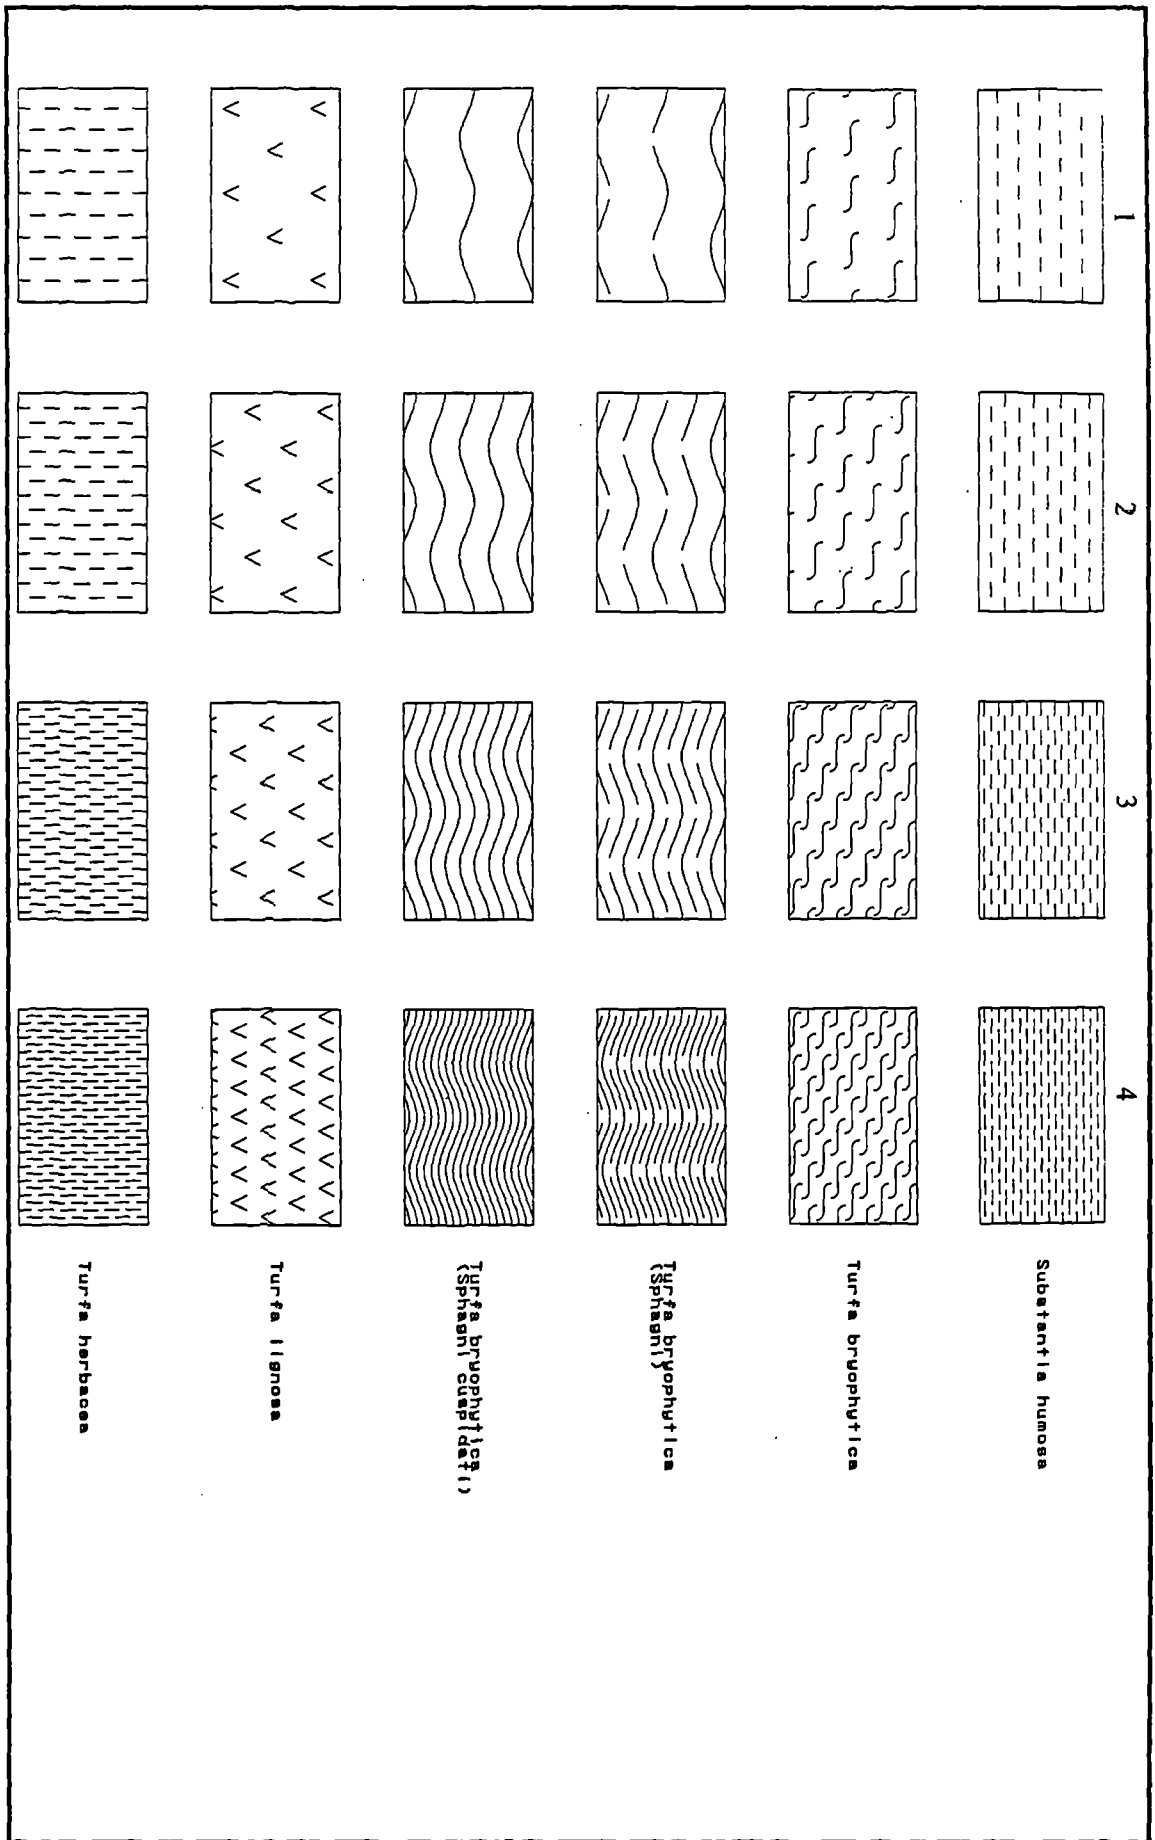 1 2 3 4
Substantia humosa
Turfa bryophytica
Turfa bryophytica
(Sphagni)
Turfa bryophytica
(Sphagni cuspidati)
Turfa lignosa
Turfa herbacea